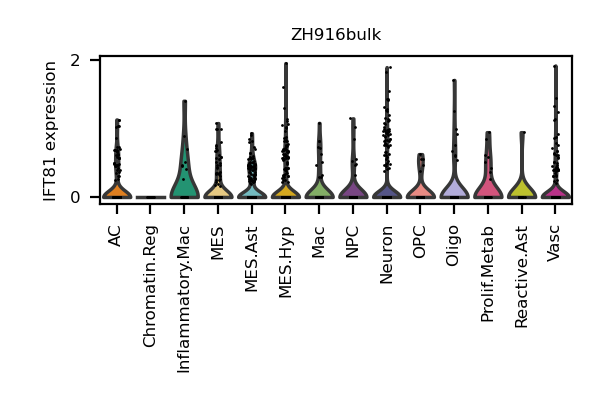 ZH916bulk
IFT81 expression
2
0
AC
Chromatin.Reg
Inflammatory.Mac
MES
MES.Ast
MES.Hyp
Mac
NPC
Neuron
OPC
Oligo
Prolif.Metab
Reactive.Ast
Vasc